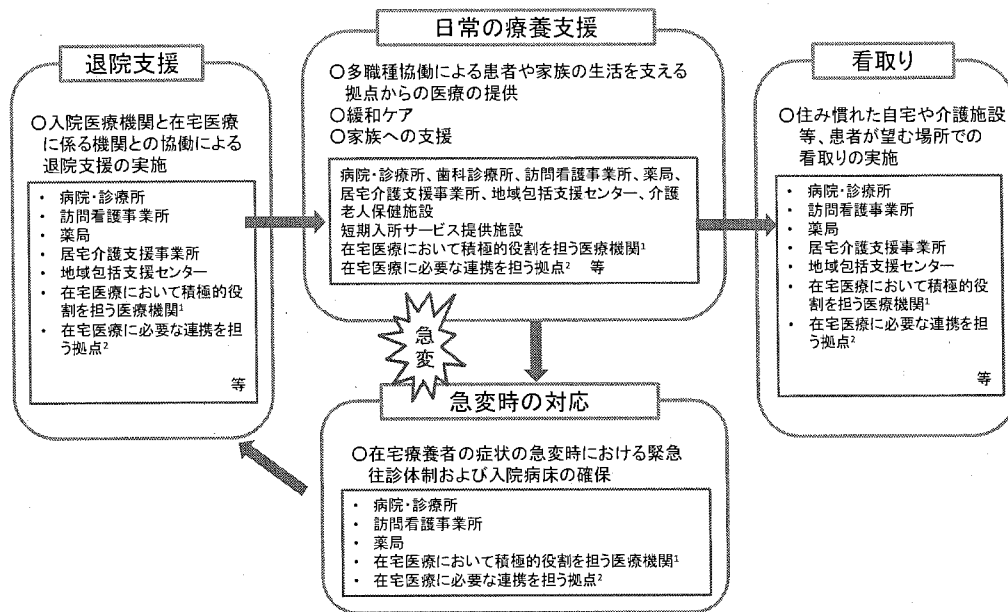 退院支援
〇入院医療機関と在宅医療
に係る機関との協働による
退院支援の実施
・ 病院・診療所
・ 訪問看護事業所
・ 薬局
・ 居宅介護支援事業所
・ 地域包括支援センター
・ 在宅医療において積極的役
割を担う医療機関¹
・ 在宅医療に必要な連携を担
う拠点²
等
日常の療養支援
〇多職種協働による患者や家族の生活を支える
拠点からの医療の提供
〇緩和ケア
〇家族への支援
病院・診療所、歯科診療所、訪問看護事業所、薬局、
居宅介護支援事業所、地域包括支援センター、介護
老人保健施設
短期入所サービス提供施設
在宅医療において積極的役割を担う医療機関¹
在宅医療に必要な連携を担う拠点² 等
急変
急変時の対応
〇在宅療養者の症状の急変時における緊急
往診体制および入院病床の確保
・ 病院・診療所
・ 訪問看護事業所
・ 薬局
・ 在宅医療において積極的役割を担う医療機関¹
・ 在宅医療に必要な連携を担う拠点²
看取り
〇住み慣れた自宅や介護施設
等、患者が望む場所での
看取りの実施
・ 病院・診療所
・ 訪問看護事業所
・ 薬局
・ 居宅介護支援事業所
・ 地域包括支援センター
・ 在宅医療において積極的役
割を担う医療機関¹
・ 在宅医療に必要な連携を担
う拠点²
等